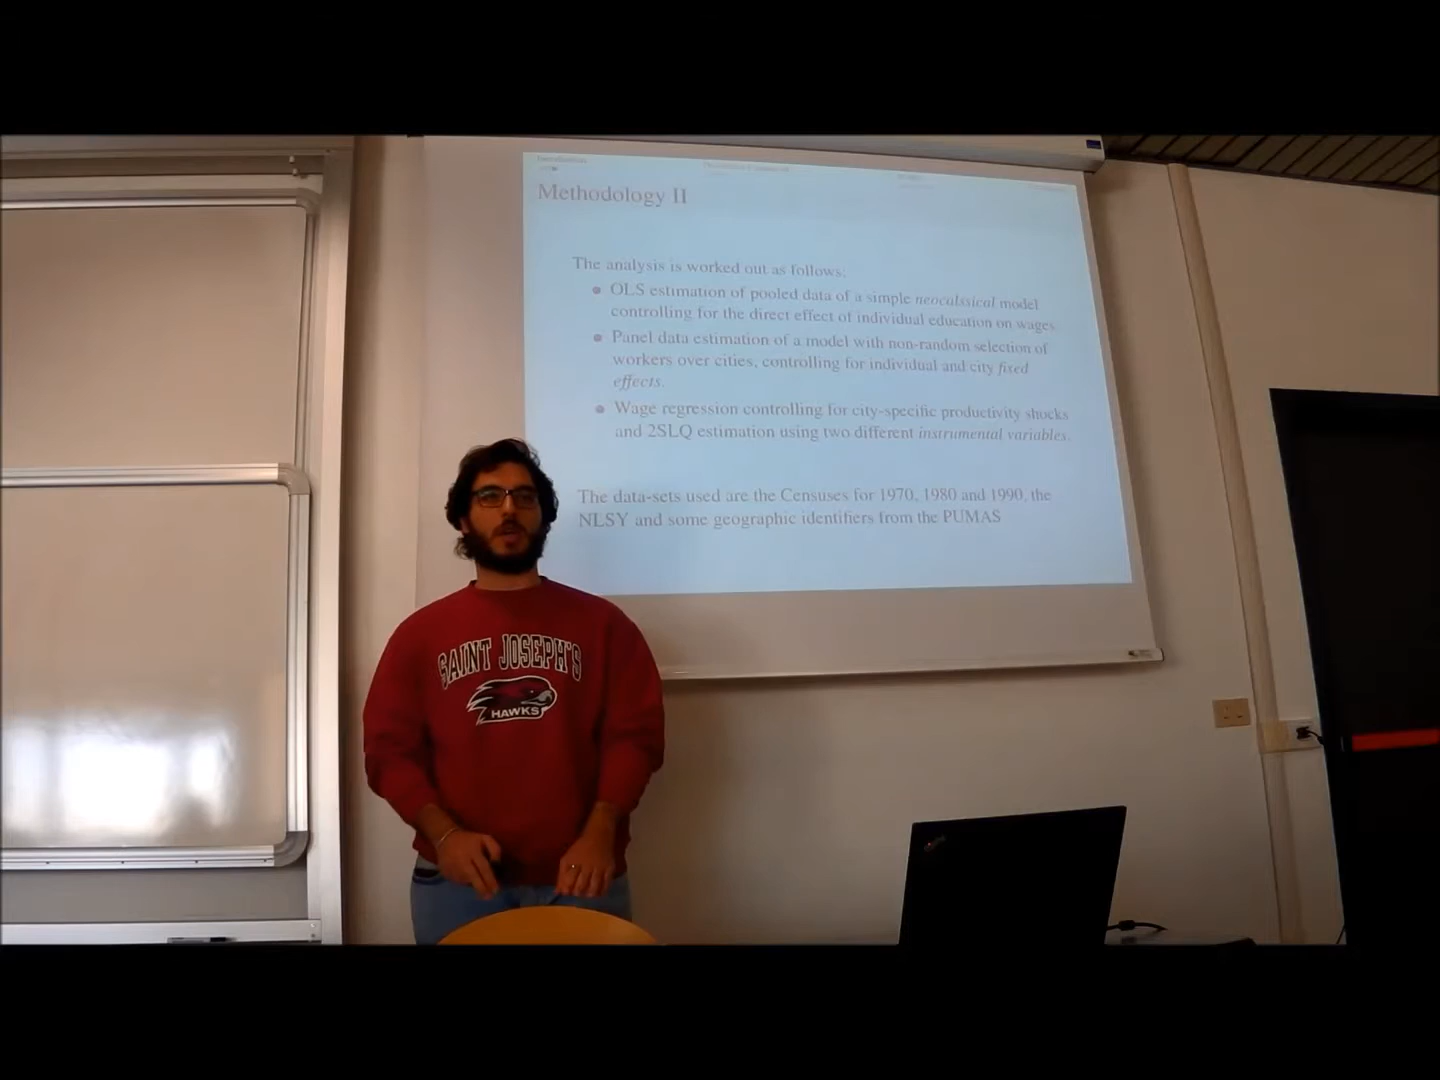 Methodology II
The analysis is worked out as follows:
OLS estimation of pooled data of a simple neocalssical model
controlling for the direct effect of individual education on wages
Panel data estimation of a model with non-random selection of
workers over cities, controlling for individual and city fixed
effects.
Wage regression controlling for city-specific productivity shocks
and 2SLQ estimation using two different instrumental variables.
The data-sets used are the Censuses for 1970, 1980 and 1990, the
NLSY and some geographic identifiers from the PUMAS
SAINT JOSEPH'S
HAWKS